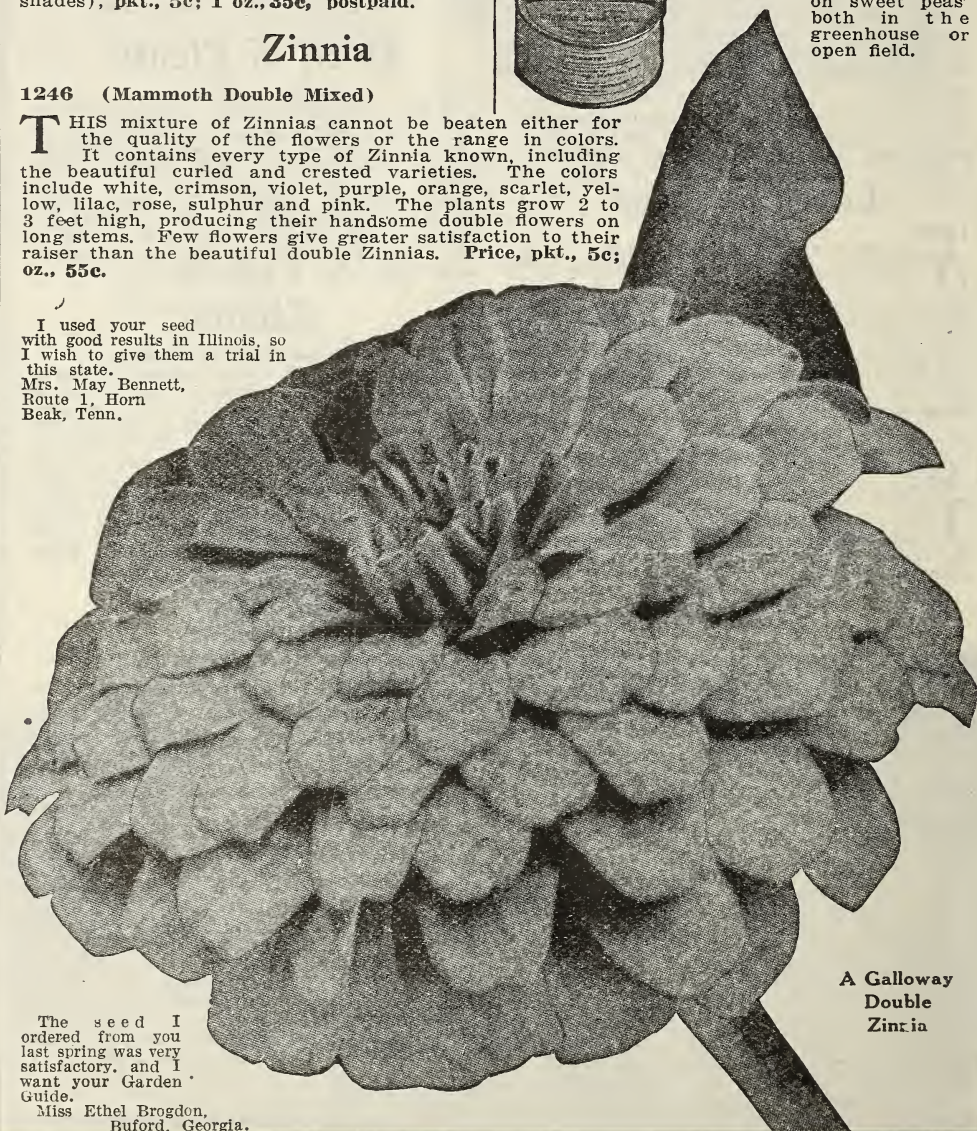 shades), pkt., 5c; 1 oz., 35c, postpaid.
on sweet peas
both in the
greenhouse or
open field.
Zinnia
1246 (Mammoth Double Mixed)
THIS mixture of Zinnias cannot be beaten either for
the quality of the flowers or the range in colors.
It contains every type of Zinnia known, including
the beautiful curled and crested varieties. The colors
include white, crimson, violet, purple, orange, scarlet, yel-
low, lilac, rose, sulphur and pink. The plants grow 2 to
3 feet high, producing their handsome double flowers on
long stems. Few flowers give greater satisfaction to their
raiser than the beautiful double Zinnias. Price, pkt., 5c;
oz., 55c.
I used your seed
with good results in Illinois, so
I wish to give them a trial in
this state.
Mrs. May Bennett,
Route 1, Horn
Beak, Tenn.
A Galloway
Double
Zinnia
The seed I
ordered from you
last spring was very
satisfactory. and I
want your Garden
Guide.
Miss Ethel Brogdon,
Buford, Georgia.